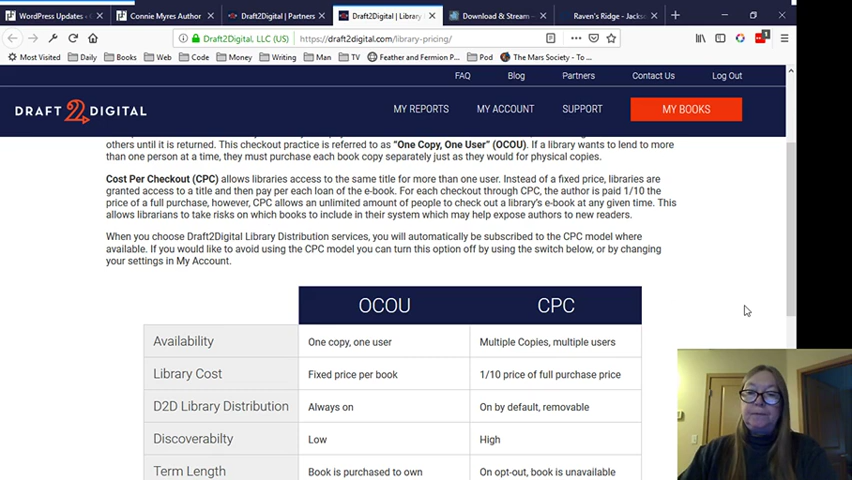 WordPress Updates - C
Connie Myres Author
Draft2Digital | Partners
Draft2Digital | Library
Download & Stream -
Raven's Ridge - Jackso
Draft2Digital, LLC (US)
https://draft2digital.com/library-pricing/
Most Visited
Daily
Books
Web
Code
Money
Writing
Man
TV
Feather and Fermion P...
Pod
The Mars Society - To...
FAQ
Blog
Partners
Contact Us
Log Out
DRAFT 2 DIGITAL
MY REPORTS
MY ACCOUNT
SUPPORT
MY BOOKS
others until it is returned. This checkout practice is referred to as "One Copy, One User" (OCOU). If a library wants to lend to more
than one person at a time, they must purchase each book copy separately just as they would for physical copies.
Cost Per Checkout (CPC) allows libraries access to the same title for more than one user. Instead of a fixed price, libraries are
granted access to a title and then pay per each loan of the e-book. For each checkout through CPC, the author is paid 1/10 the
price of a full purchase, however, CPC allows an unlimited amount of people to check out a library's e-book at any given time. This
allows librarians to take risks on which books to include in their system which may help expose authors to new readers.
When you choose Draft2Digital Library Distribution services, you will automatically be subscribed to the CPC model where
available. If you would like to avoid using the CPC model you can turn this option off by using the switch below, or by changing
your settings in My Account.
OCOU
CPC
Availability
One copy, one user
Multiple Copies, multiple users
Library Cost
Fixed price per book
1/10 price of full purchase price
D2D Library Distribution
Always on
On by default, removable
Discoverabilty
Low
High
Term Length
Book is purchased to own
On opt-out, book is unavailable